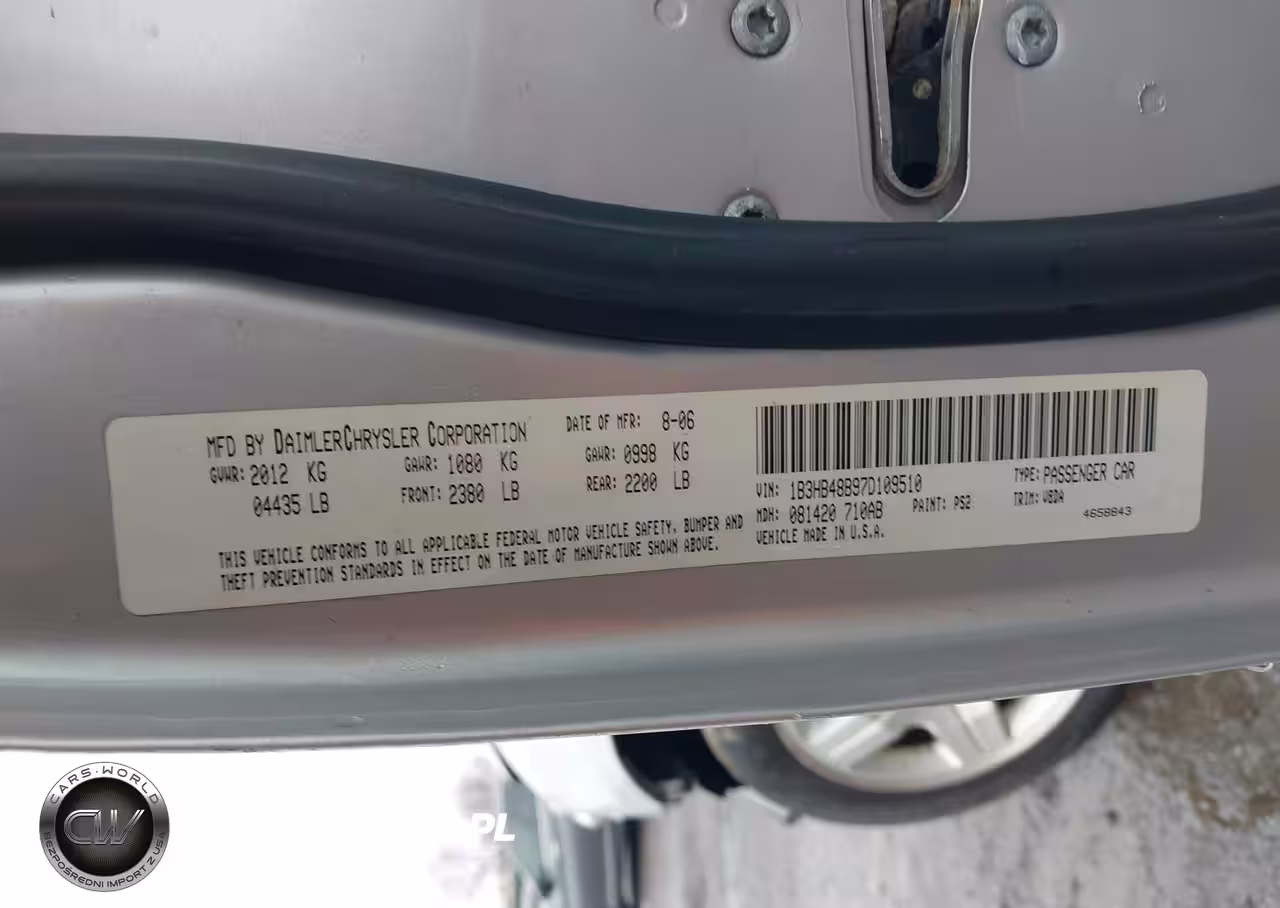 MFD BY DAIMLERCHRYSLER CORPORATION
DATE OF MFR: 8-06
GVWR: 2012 KG
GAWR: 1080 KG
GAWR: 0998 KG
04435 LB
FRONT: 2380 LB
REAR: 2200 LB
THIS VEHICLE CONFORMS TO ALL APPLICABLE FEDERAL MOTOR VEHICLE SAFETY, BUMPER AND
THEFT PREVENTION STANDARDS IN EFFECT ON THE DATE OF MANUFACTURE SHOWN ABOVE.
VIN: 1B3HB48B97D109510
TYPE: PASSENGER CAR
MDH: 081420 710AB
PAINT: PS2
TRIM: V8DA
VEHICLE MADE IN U.S.A.
4658843
CARS·WORLD
CW
BEZPOŚREDNI IMPORT Z USA
PL